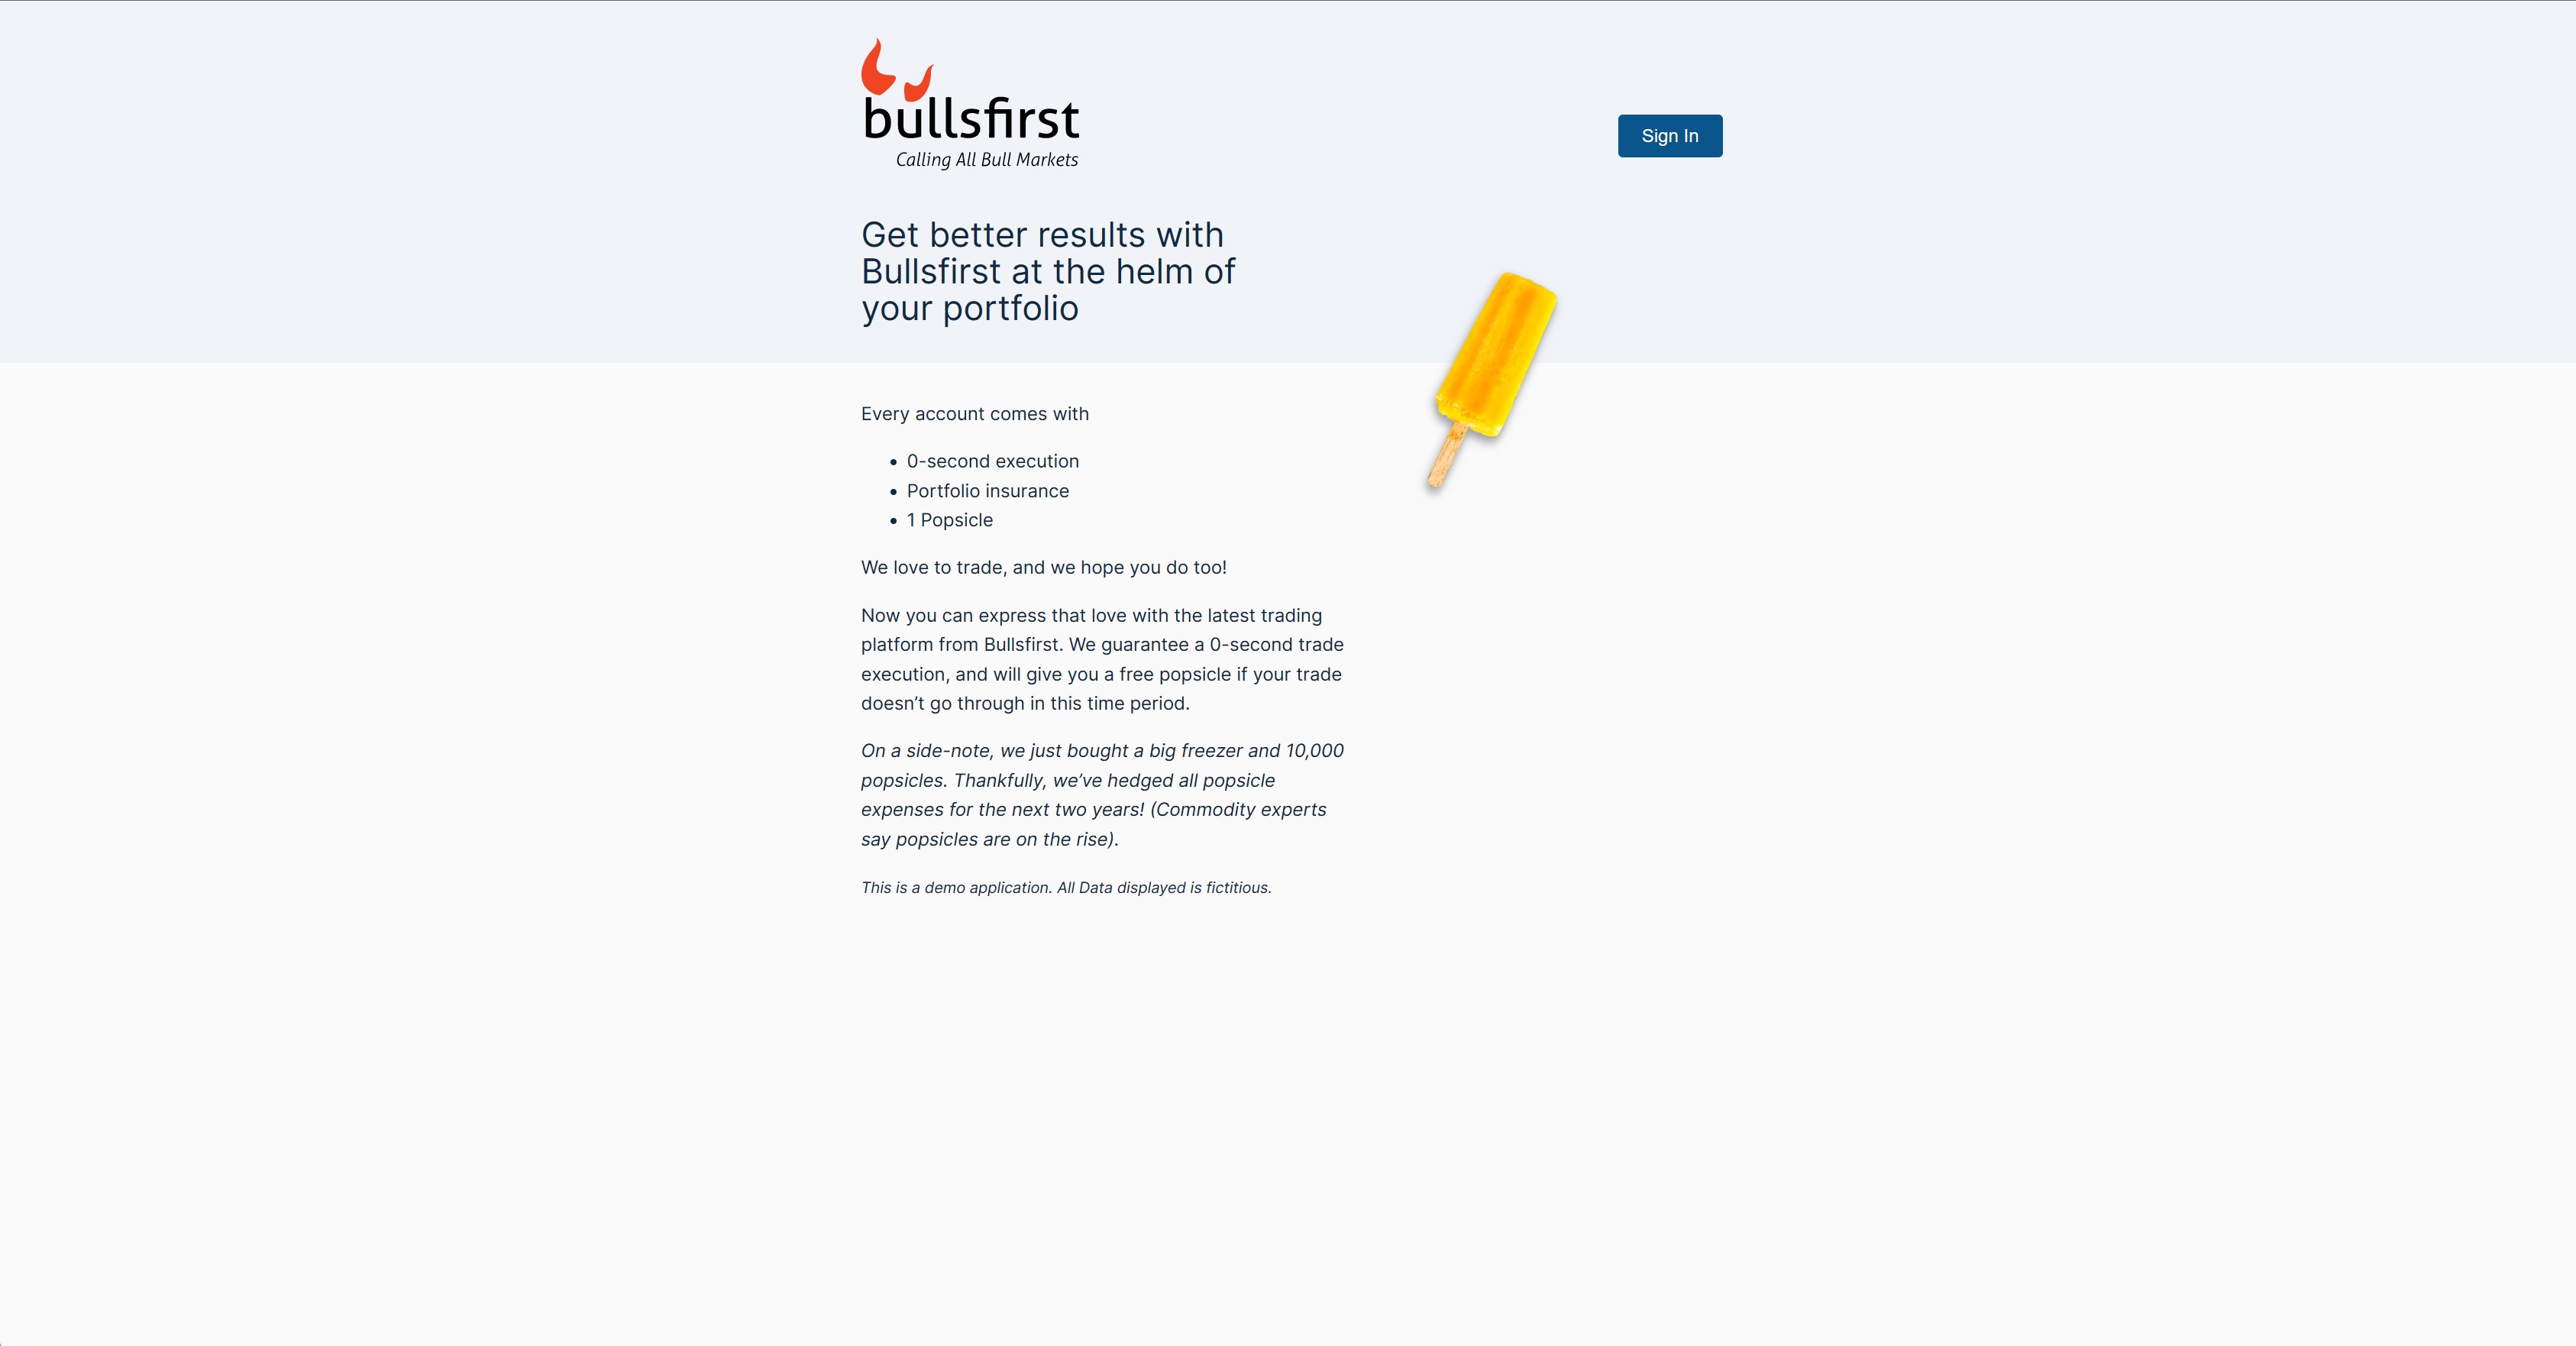 bullsfirst
Calling All Bull Markets
Sign In
Get better results with
Bullsfirst at the helm of
your portfolio
Every account comes with
• 0-second execution
• Portfolio insurance
• 1 Popsicle
We love to trade, and we hope you do too!
Now you can express that love with the latest trading
platform from Bullsfirst. We guarantee a 0-second trade
execution, and will give you a free popsicle if your trade
doesn’t go through in this time period.
On a side-note, we just bought a big freezer and 10,000
popsicles. Thankfully, we’ve hedged all popsicle
expenses for the next two years! (Commodity experts
say popsicles are on the rise).
This is a demo application. All Data displayed is fictitious.